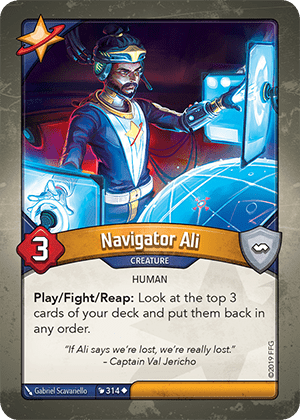 Navigator Ali
3
CREATURE
HUMAN
Play/Fight/Reap: Look at the top 3
cards of your deck and put them back in
any order.
"If Ali says we're lost, we're really lost."
– Captain Val Jericho
Gabriel Scavariello
314
©2019 FFG